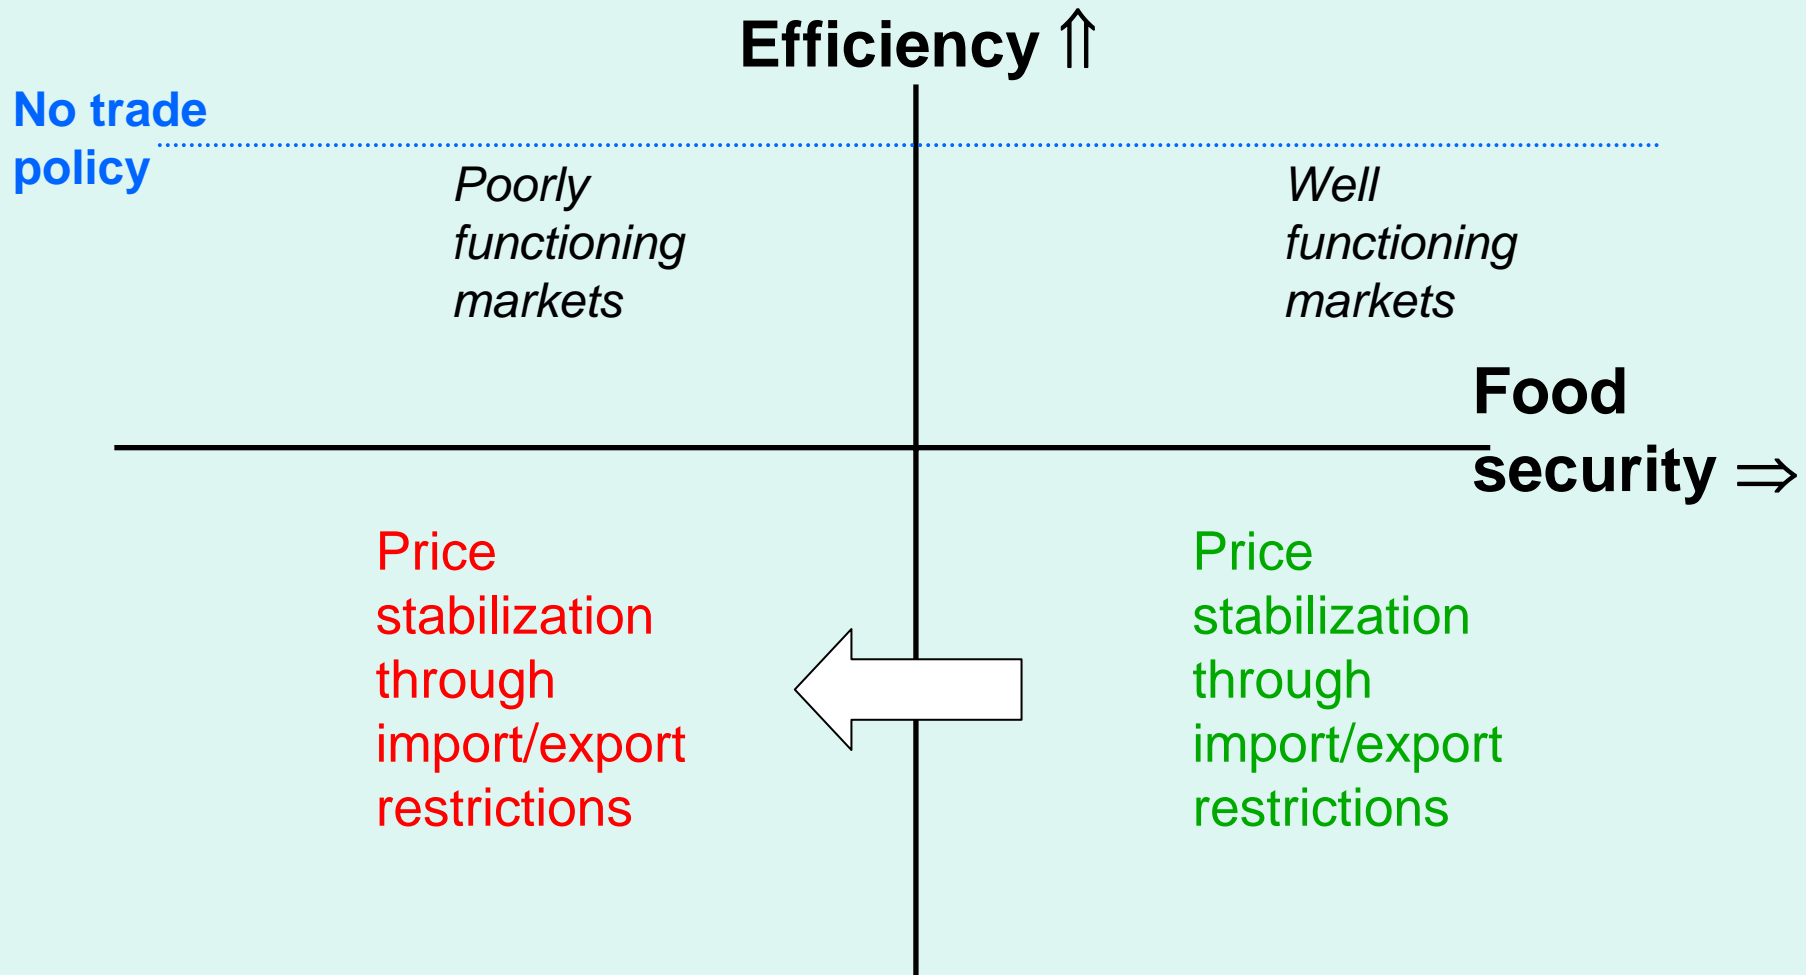 Efficiency ⇑
No trade
policy
Poorly
functioning
markets
Well
functioning
markets
Food
security ⇒
Price
stabilization
through
import/export
restrictions
Price
stabilization
through
import/export
restrictions